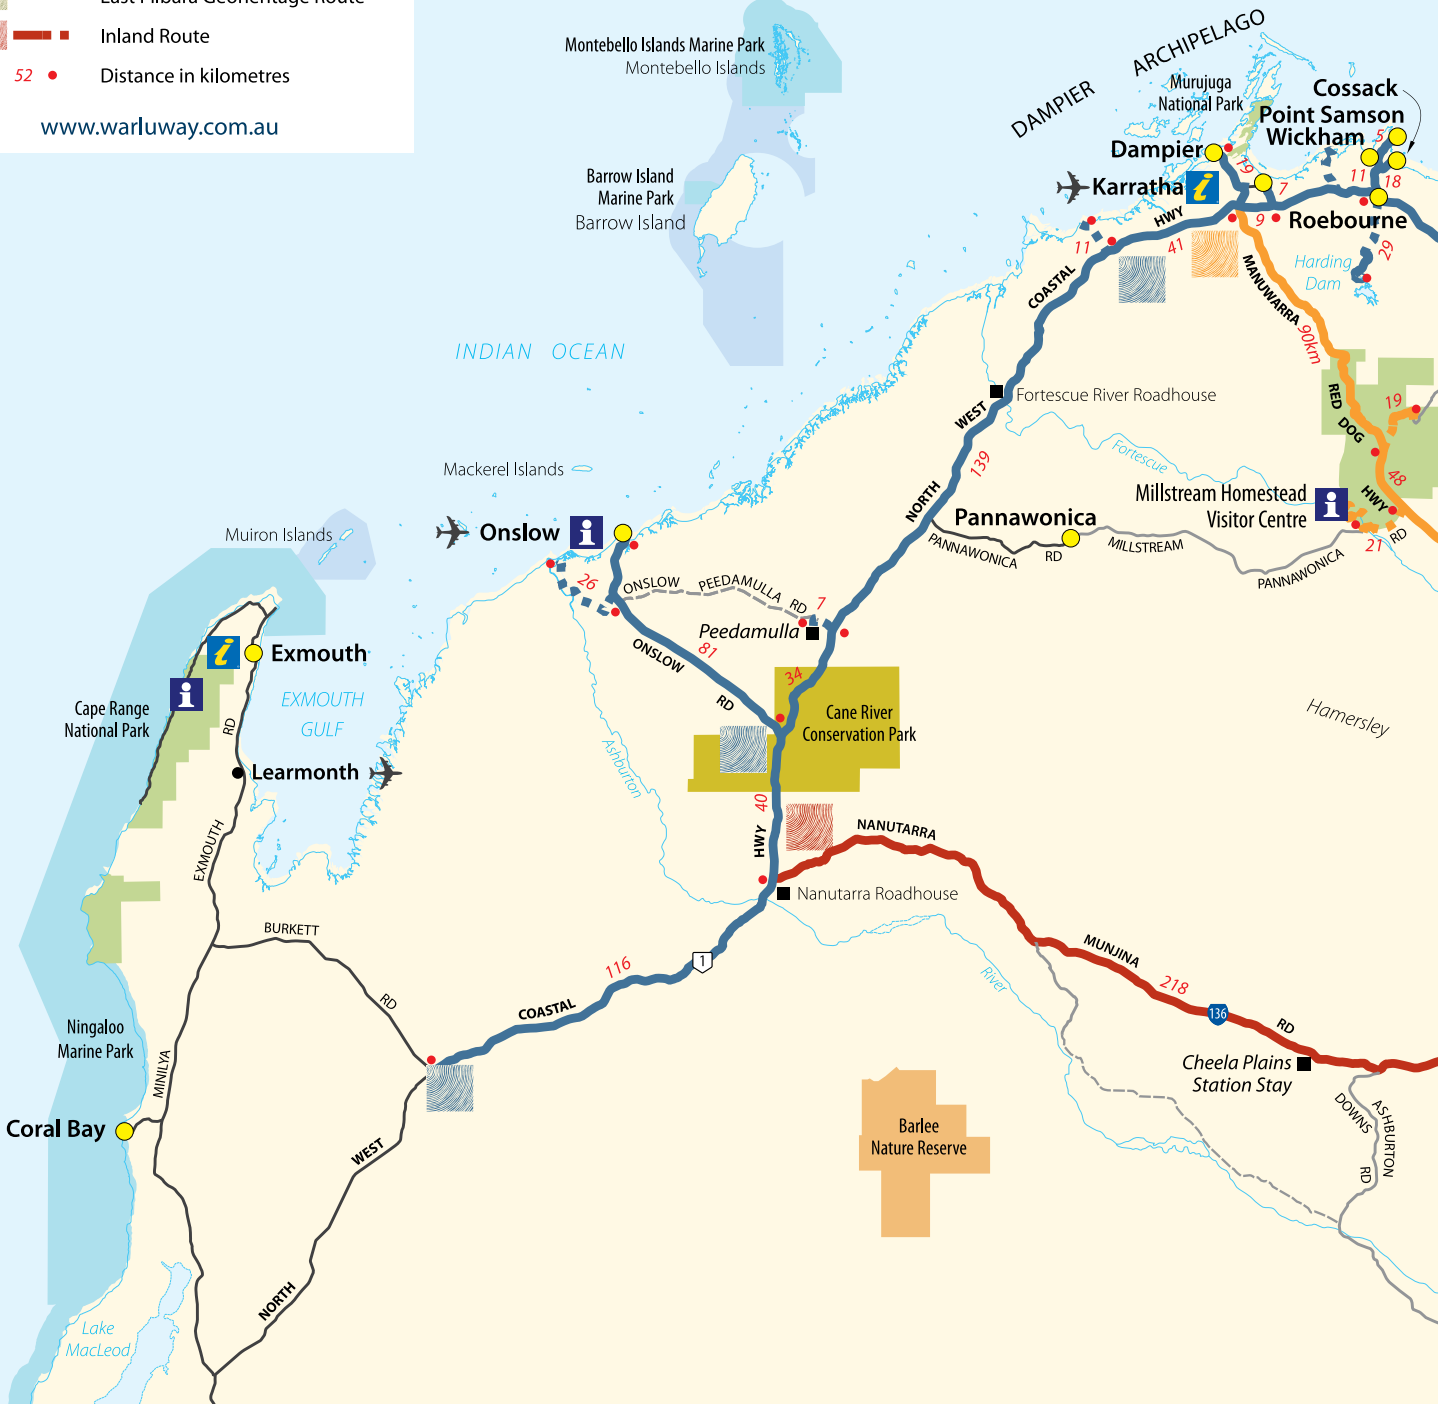 East Pilbara Geoheritage Route
Inland Route
52
Distance in kilometres
www.warluway.com.au
Montebello Islands Marine Park
Montebello Islands
Barrow Island
Marine Park
Barrow Island
DAMPIER ARCHIPELAGO
Murujuga
National Park
Cossack
Point Samson
Wickham
5
Dampier
19
11
18
Karratha
7
HWY
9
Roebourne
11
41
29
Harding
Dam
COASTAL
MANUWARRA
90km
INDIAN OCEAN
WEST
Fortescue River Roadhouse
RED
DOG
HWY
19
139
Fortescue
48
Mackerel Islands
NORTH
Millstream Homestead
Visitor Centre
Pannawonica
Onslow
Muiron Islands
PANNAWONICA
RD
MILLSTREAM
PANNAWONICA
21
RD
26
ONSLOW
PEEDAMULLA
RD
7
Peedamulla
Exmouth
ONSLOW
81
RD
34
EXMOUTH
GULF
Cape Range
National Park
RD
Cane River
Conservation Park
Hamersley
Ashburton
Learmonth
40
HWY
NANUTARRA
EXMOUTH
Nanutarra Roadhouse
BURKETT
RD
1
116
MUNJINA
218
River
COASTAL
136
RD
Ningaloo
Marine Park
MINILYA
Cheela Plains
Station Stay
Coral Bay
Barlee
Nature Reserve
DOWNS
ASHBURTON
RD
WEST
NORTH
Lake
MacLeod